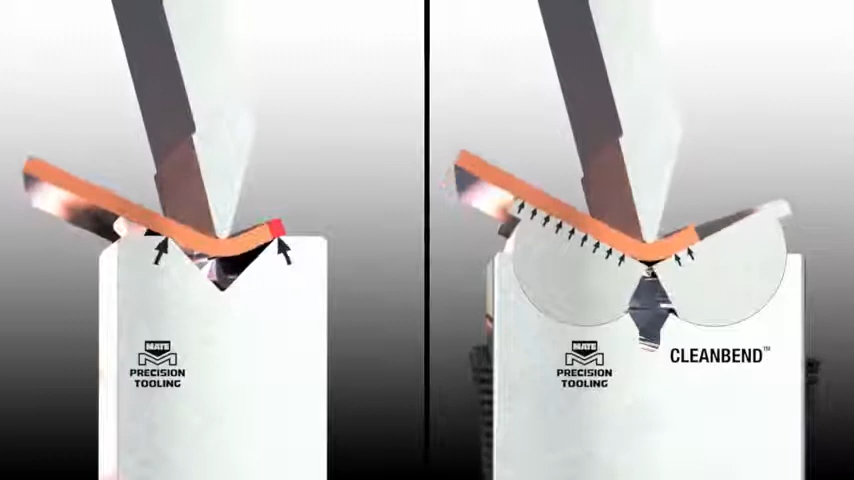 MATE
PRECISION
TOOLING
MATE
PRECISION
TOOLING
CLEANBEND™